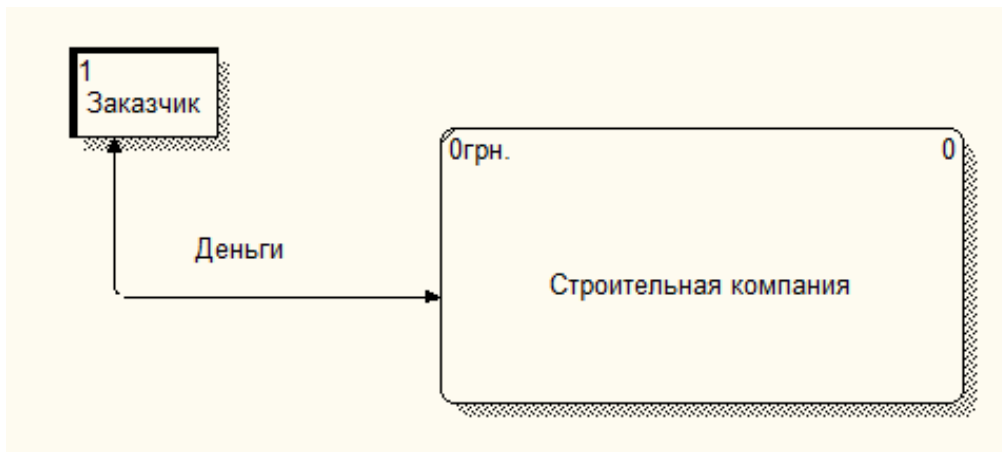 1
Заказчик
0грн. 0
Деньги
Строительная компания